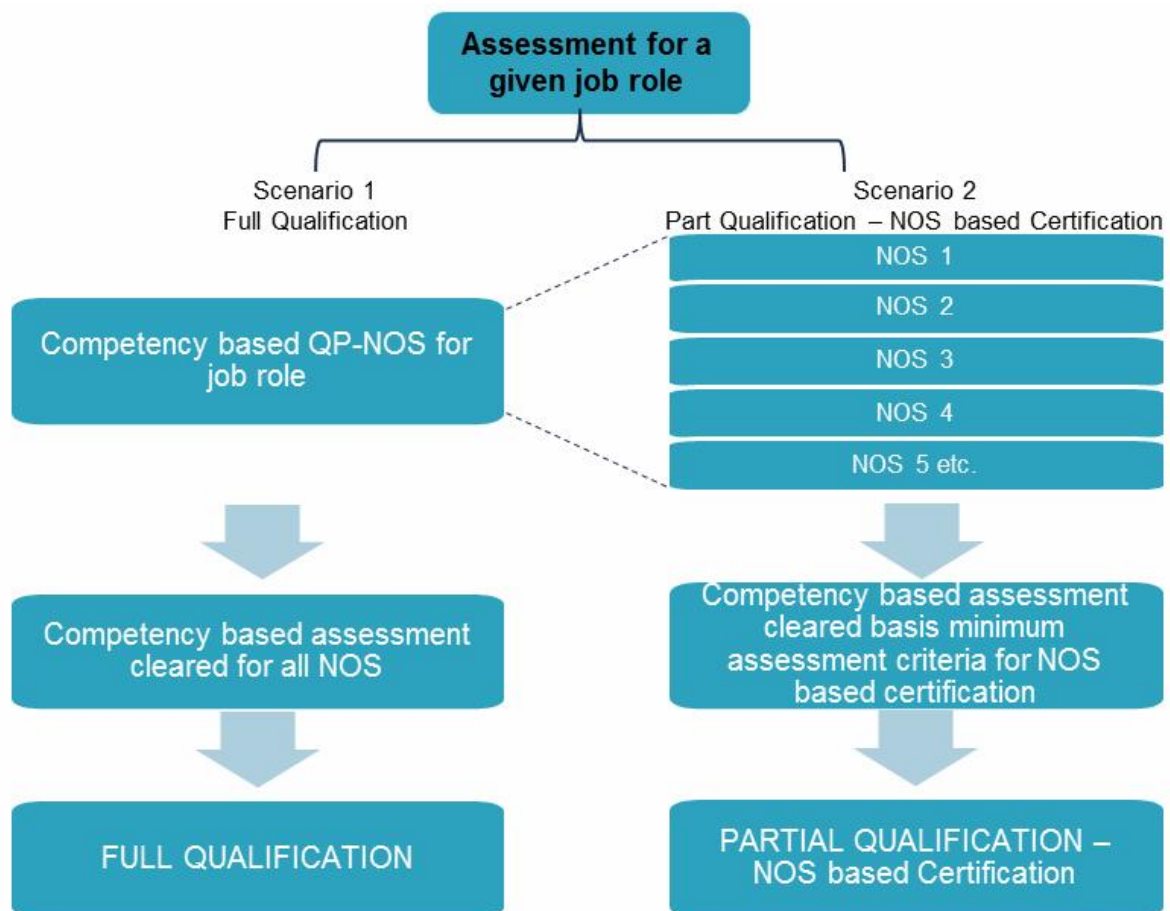 Assessment for a
given job role
Scenario 1
Full Qualification
Scenario 2
Part Qualification – NOS based Certification
Competency based QP-NOS for
job role
NOS 1
NOS 2
NOS 3
NOS 4
NOS 5 etc.
Competency based assessment
cleared for all NOS
Competency based assessment
cleared basis minimum
assessment criteria for NOS
based certification
FULL QUALIFICATION
PARTIAL QUALIFICATION –
NOS based Certification